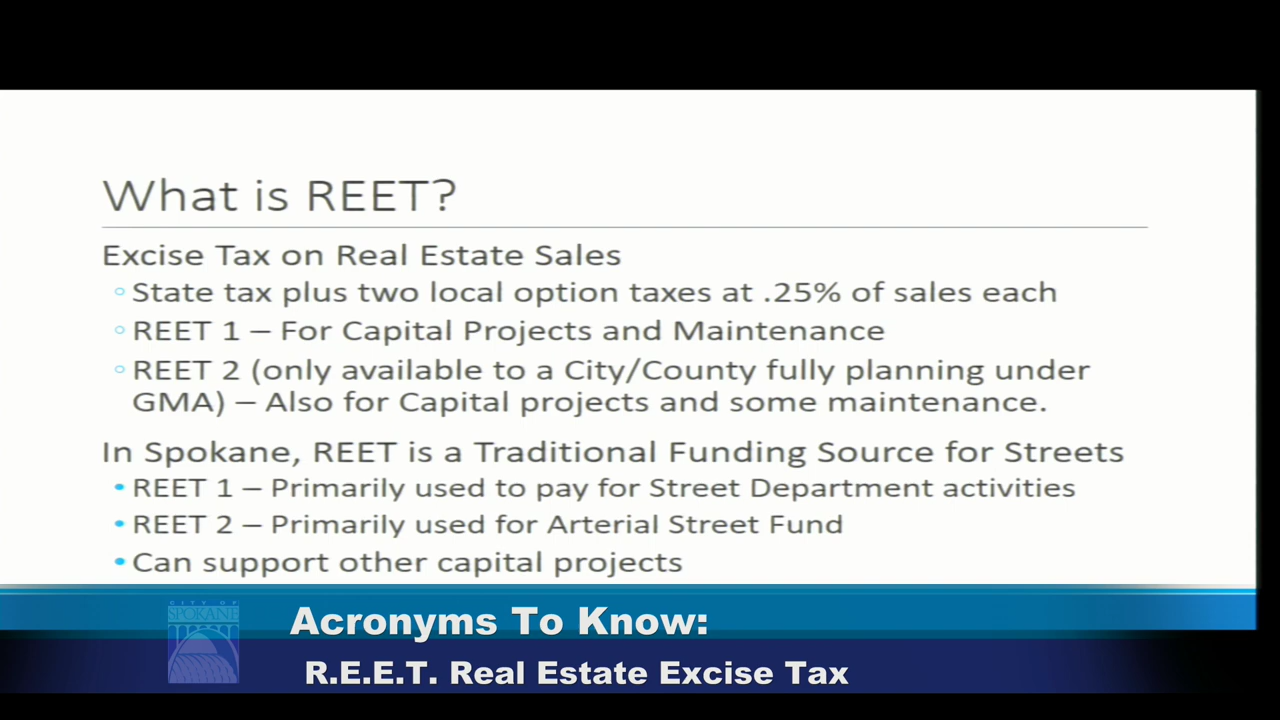 What is REET?
Excise Tax on Real Estate Sales
◦ State tax plus two local option taxes at .25% of sales each
◦ REET 1 – For Capital Projects and Maintenance
◦ REET 2 (only available to a City/County fully planning under
GMA) – Also for Capital projects and some maintenance.
In Spokane, REET is a Traditional Funding Source for Streets
• REET 1 – Primarily used to pay for Street Department activities
• REET 2 – Primarily used for Arterial Street Fund
• Can support other capital projects
CITY OF
SPOKANE
Acronyms To Know:
R.E.E.T. Real Estate Excise Tax